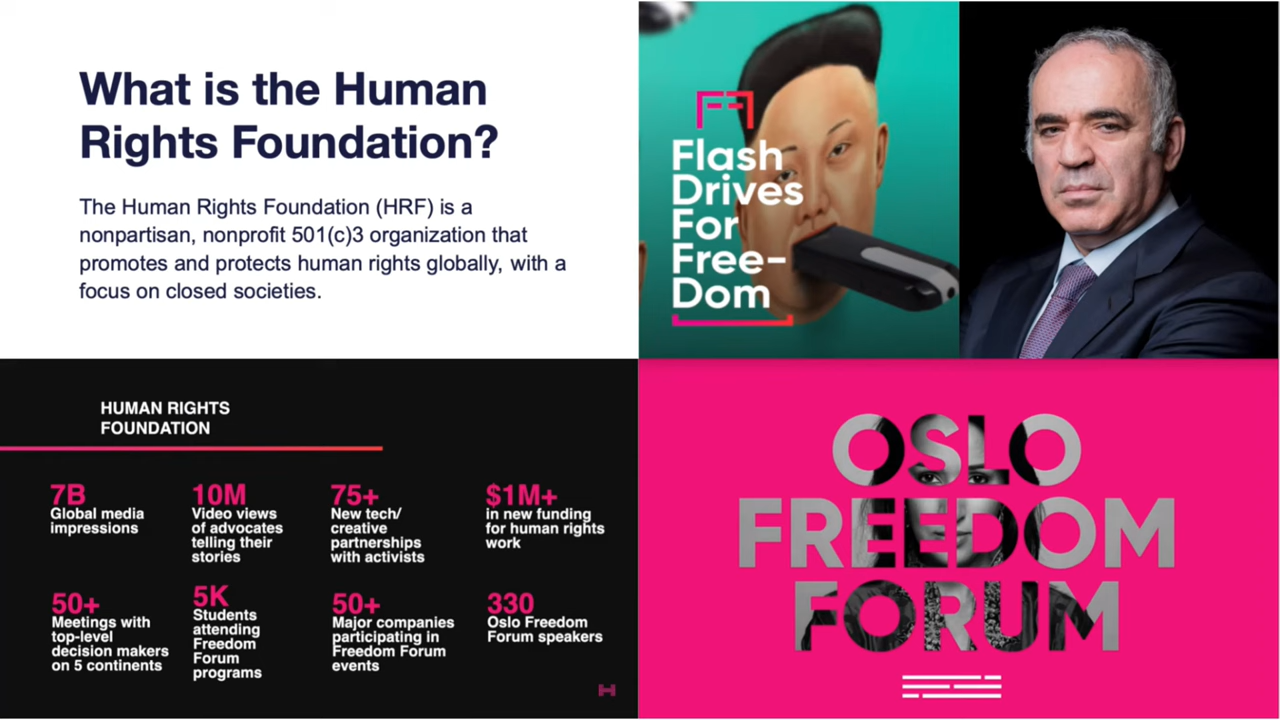 What is the Human
Rights Foundation?
The Human Rights Foundation (HRF) is a
nonpartisan, nonprofit 501(c)3 organization that
promotes and protects human rights globally, with a
focus on closed societies.
Flash
Drives
For
Free-
Dom
HUMAN RIGHTS
FOUNDATION
7B
Global media
impressions
10M
Video views
of advocates
telling their
stories
75+
New tech/
creative
partnerships
with activists
$1M+
in new funding
for human rights
work
50+
Meetings with
top-level
decision makers
on 5 continents
5K
Students
attending
Freedom
Forum
programs
50+
Major companies
participating in
Freedom Forum
events
330
Oslo Freedom
Forum speakers
OSLO
FREEDOM
FORUM